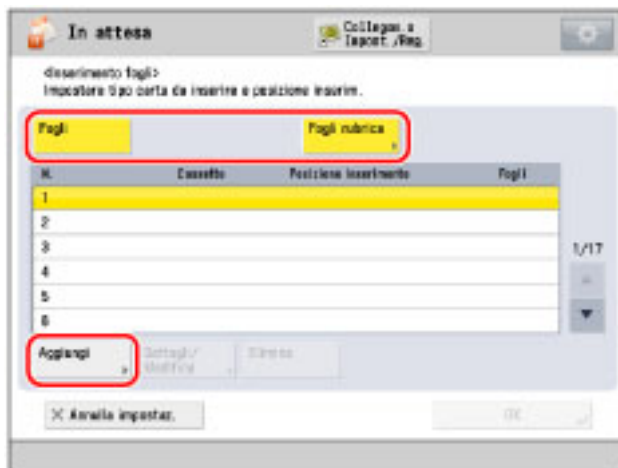 In attesa
Collegam. a
Impost./Reg.
<Inserimento fogli>
Impostare tipo carta da inserire e posizione inserim.
Fogli
Fogli rubrica
N. Cassetto Posizione inserimento Fogli
1
2
3
4
5
6
1/17
Aggiungi
Dettagli/
Modifica
Elimina
× Annulla impostaz.
OK